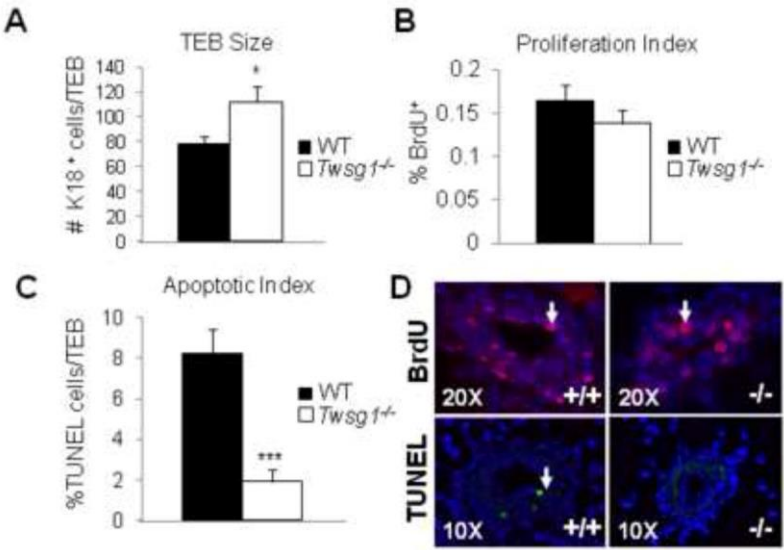 A
TEB Size
# K18+ cells/TEB
140
120
100
80
60
40
20
0
*
WT
Twsg1-/-
B
Proliferation Index
% BrdU+
0.2
0.15
0.1
0.05
0
WT
Twsg1-/-
C
Apoptotic Index
%TUNEL cells/TEB
10
8
6
4
2
0
***
WT
Twsg1-/-
D
BrdU
20X
+/+
20X
-/-
TUNEL
10X
+/+
10X
-/-